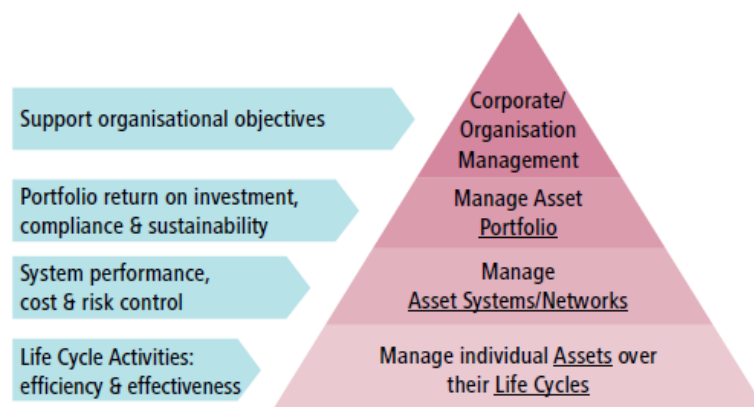 Support organisational objectives
Corporate/
Organisation
Management
Portfolio return on investment,
compliance & sustainability
Manage Asset
Portfolio
System performance,
cost & risk control
Manage
Asset Systems/Networks
Life Cycle Activities:
efficiency & effectiveness
Manage individual Assets over
their Life Cycles